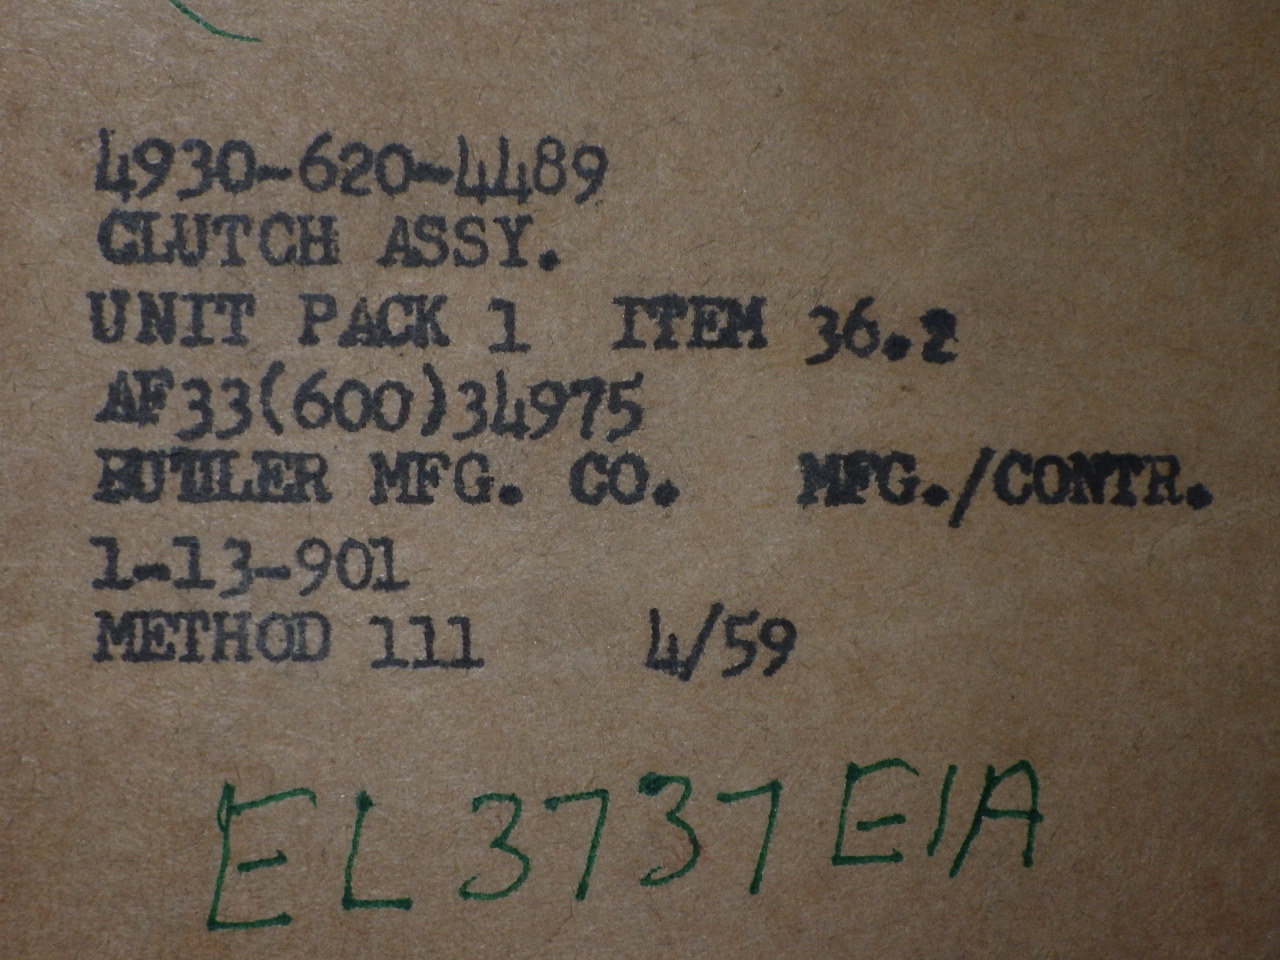 4930-620-4489
CLUTCH ASSY.
UNIT PACK 1 ITEM 36.2
AF33(600)34975
BUTLER MFG. CO. MFG./CONTR.
1-13-901
METHOD 111 4/59
EL3737E1A